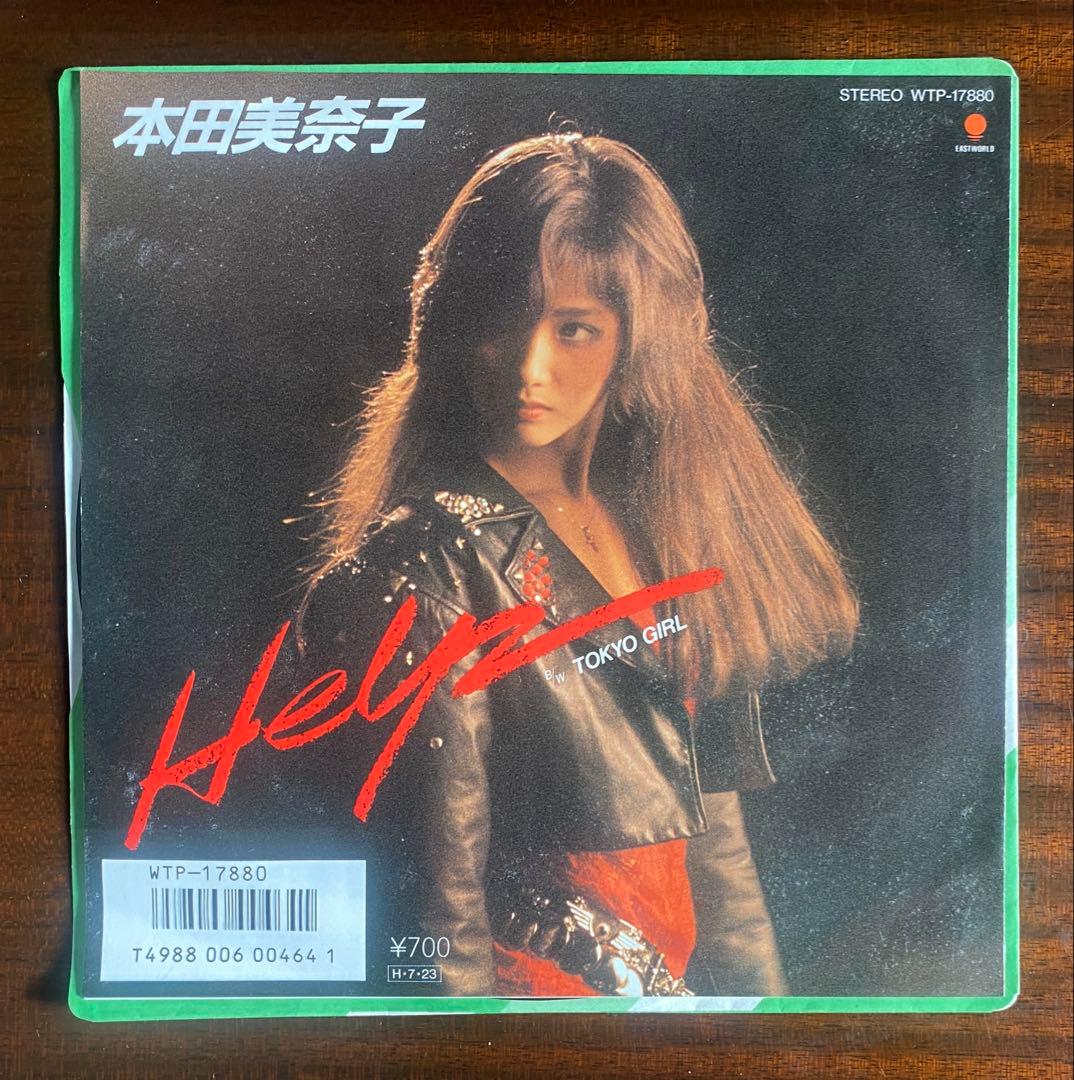 本田美奈子
STEREO WTP-17880
EASTWORLD
Help
B/W TOKYO GIRL
WTP-17880
T4988 006 00464 1
¥700
H・7・23